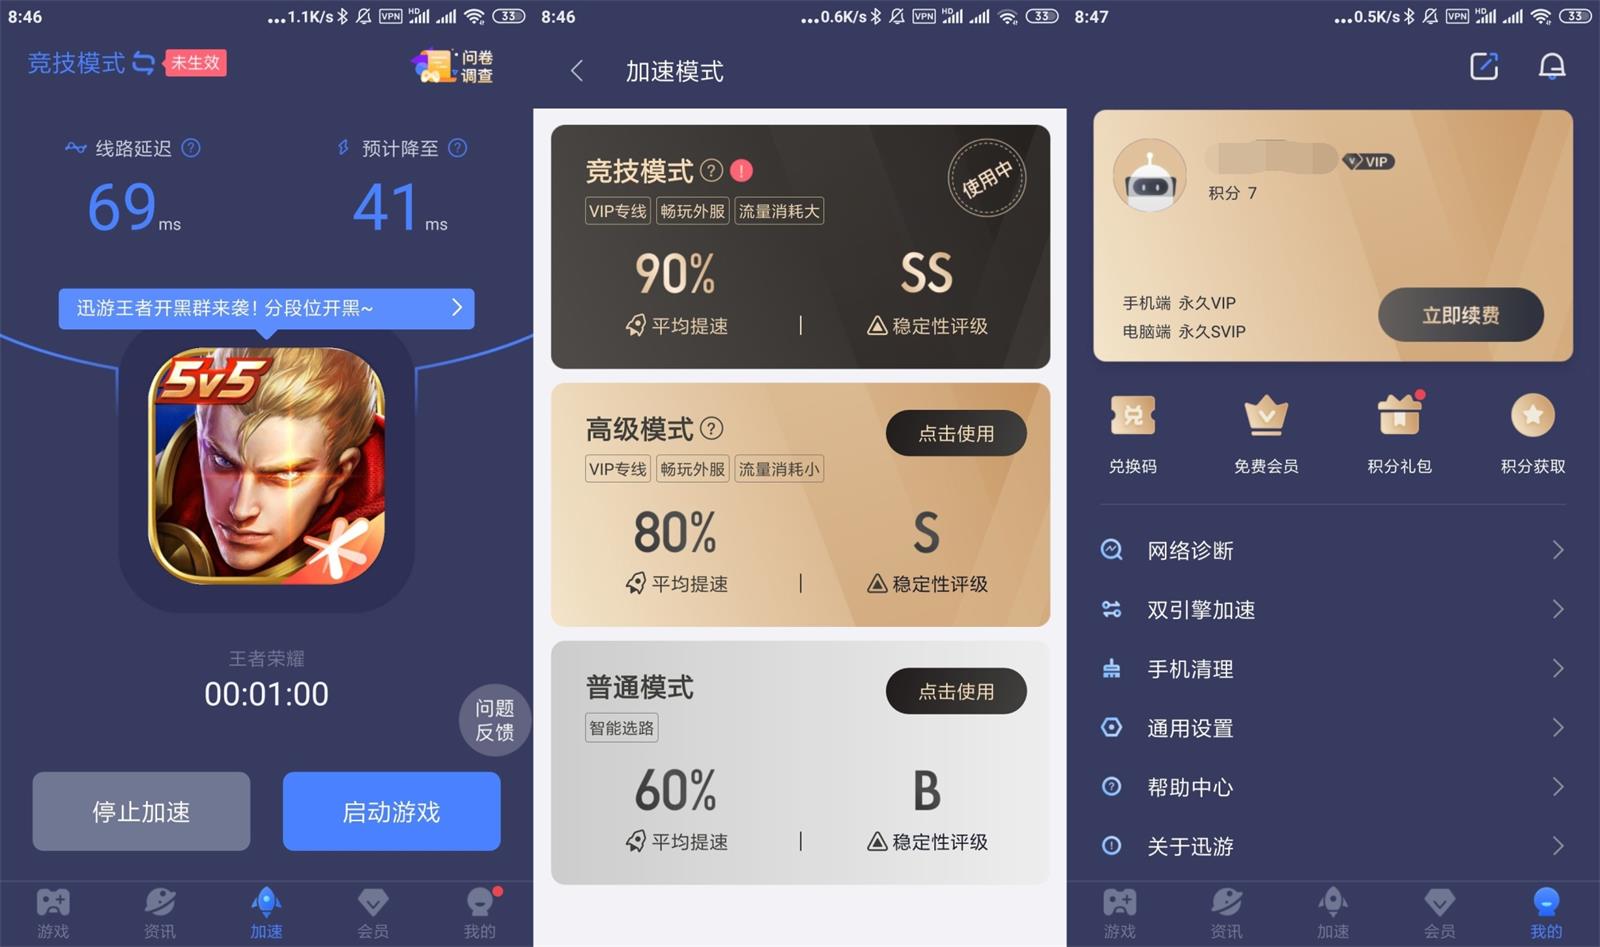 8:46
...1.1K/s VPN HD 33
竞技模式 未生效
问卷
调查
线路延迟 ? 预计降至 ?
69 ms 41 ms
迅游王者开黑群来袭! 分段位开黑~
5v5
王者荣耀
00:01:00
问题
反馈
停止加速 启动游戏
游戏 资讯 加速 会员 我的
8:46
...0.6K/s VPN HD 33
加速模式
竞技模式 ? !
使用中
VIP专线 畅玩外服 流量消耗大
90% SS
平均提速 | 稳定性评级
高级模式 ?
点击使用
VIP专线 畅玩外服 流量消耗小
80% S
平均提速 | 稳定性评级
普通模式
点击使用
智能选路
60% B
平均提速 | 稳定性评级
8:47
...0.5K/s VPN HD 33
V VIP
积分 7
手机端 永久VIP
电脑端 永久SVIP
立即续费
兑
兑换码 免费会员 积分礼包 积分获取
网络诊断
双引擎加速
手机清理
通用设置
帮助中心
关于迅游
游戏 资讯 加速 会员 我的